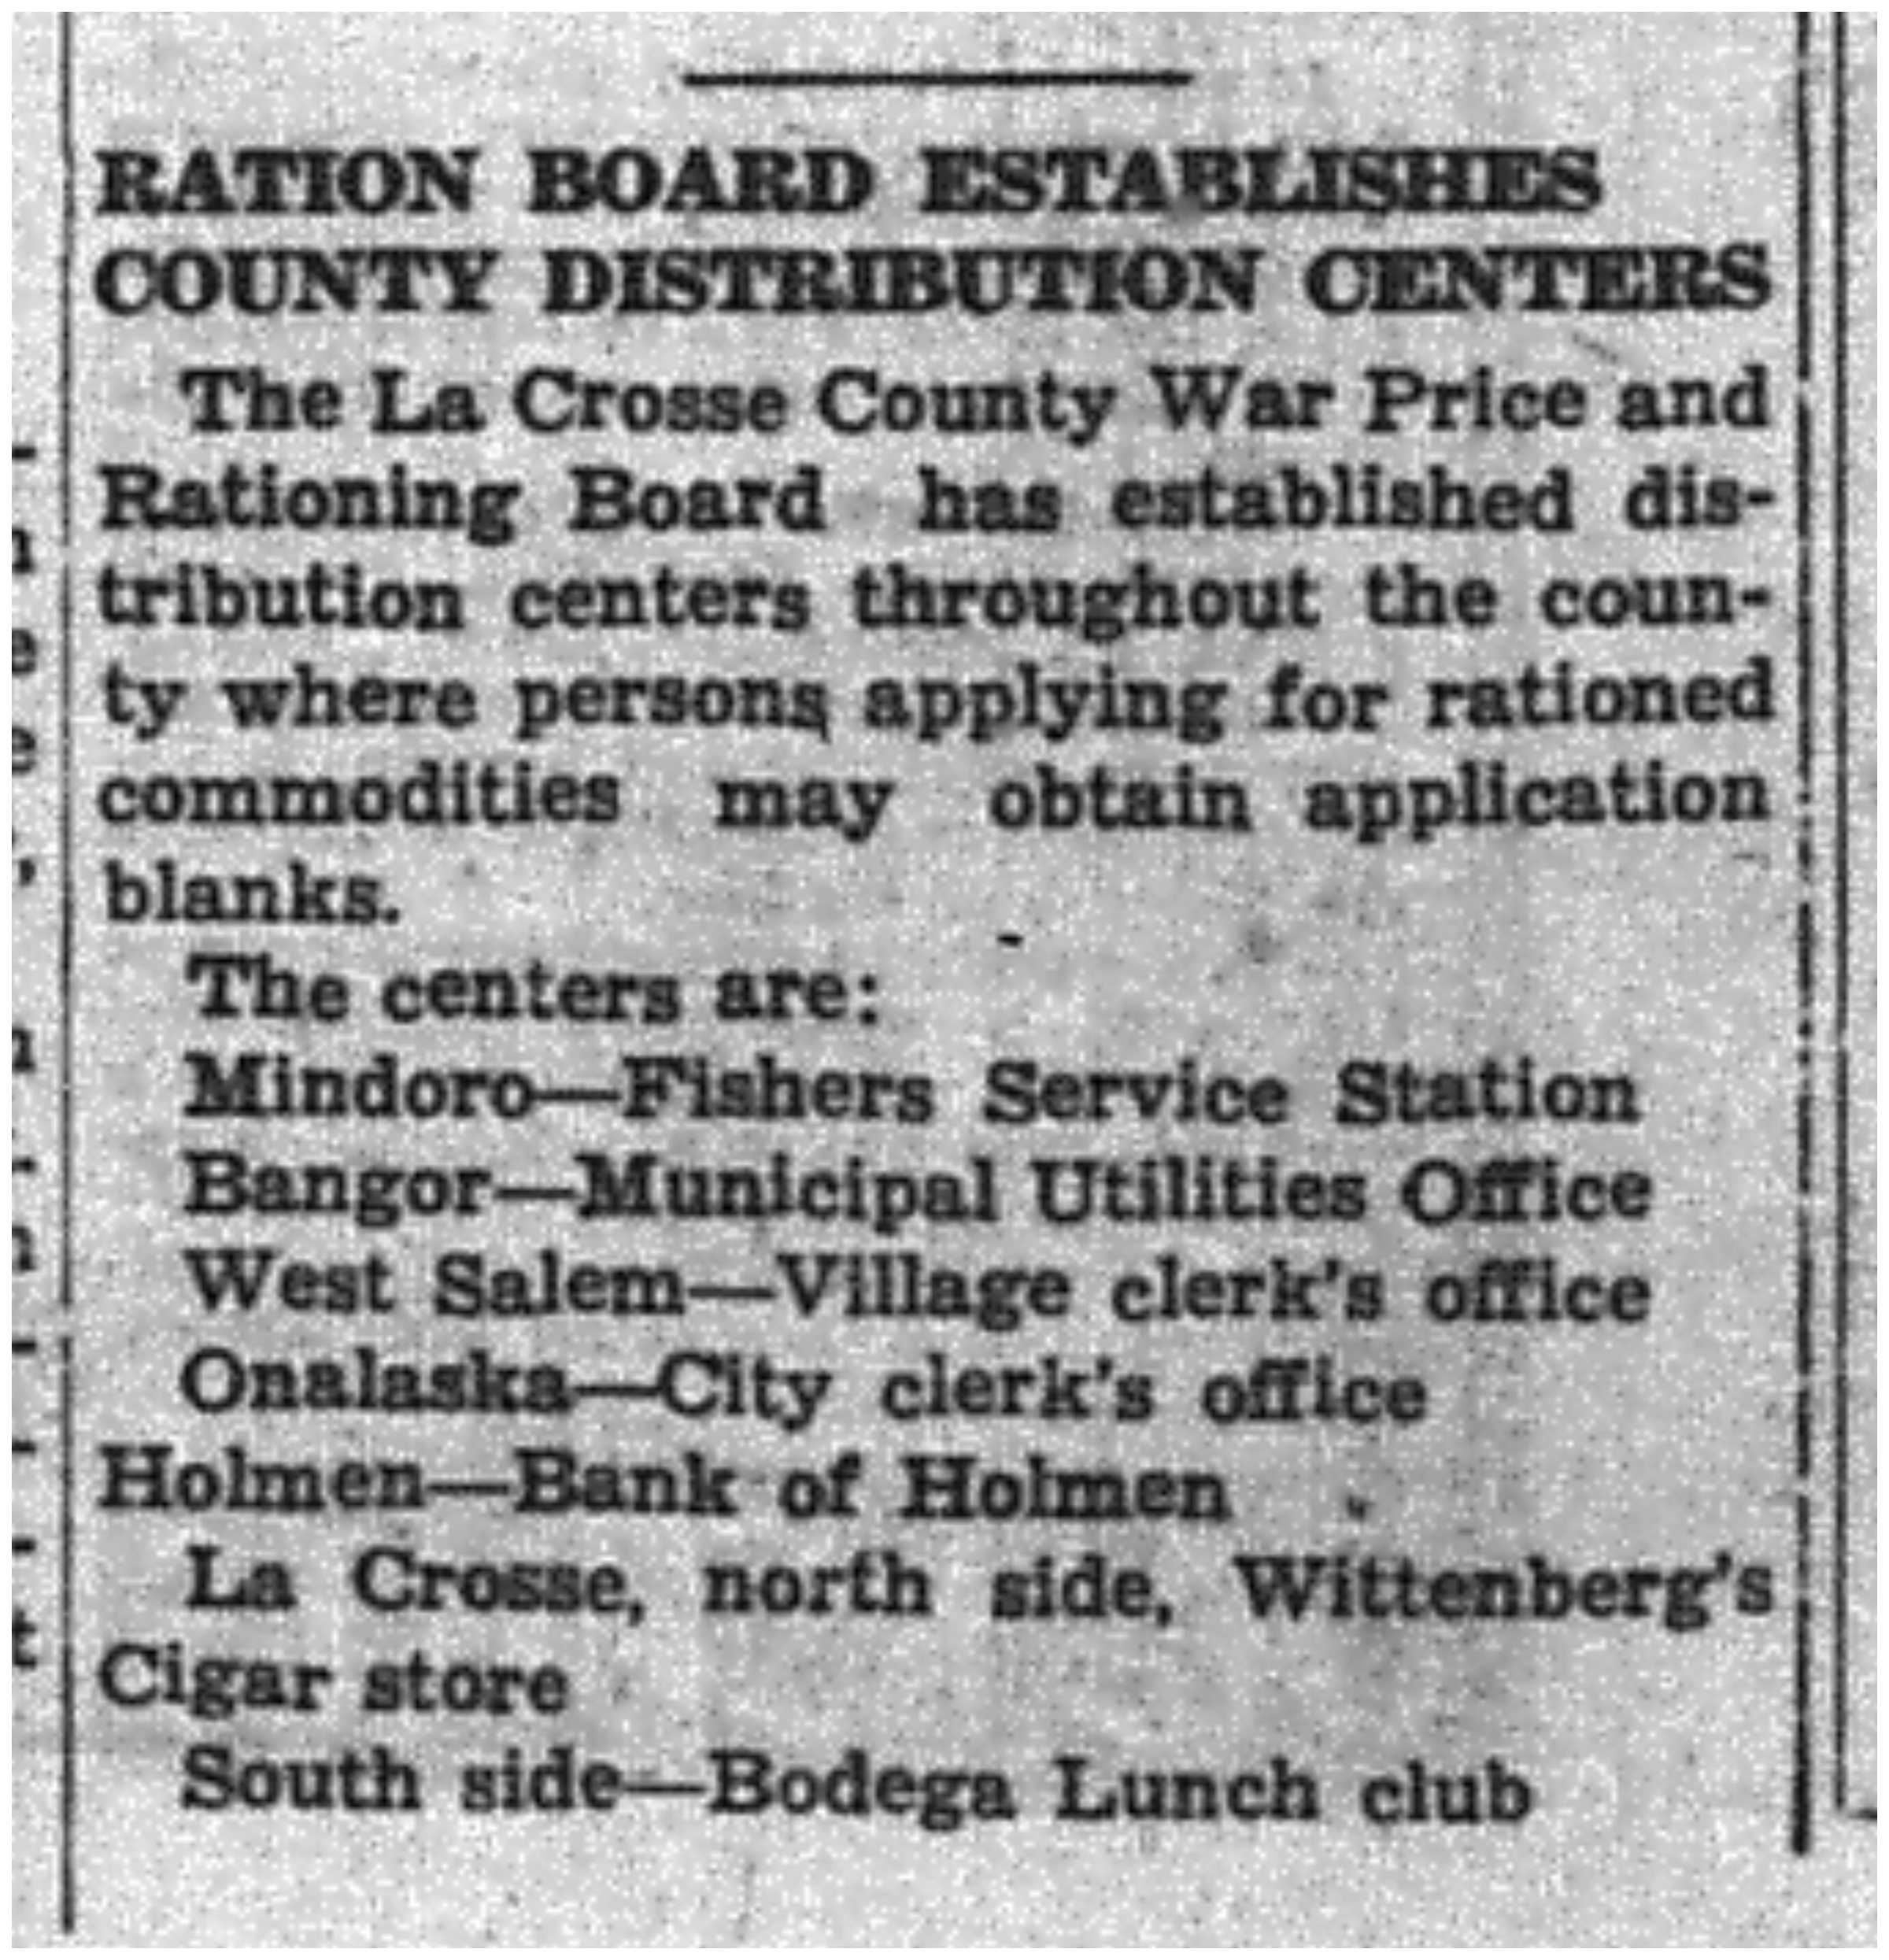 RATION BOARD ESTABLISHES
COUNTY DISTRIBUTION CENTERS
The La Crosse County War Price and
Rationing Board has established dis-
tribution centers throughout the coun-
ty where persons applying for rationed
commodities may obtain application
blanks.
The centers are:
Mindoro—Fishers Service Station
Bangor—Municipal Utilities Office
West Salem—Village clerk's office
Onalaska—City clerk's office
Holmen—Bank of Holmen
La Crosse, north side, Wittenberg's
Cigar store
South side—Bodega Lunch club